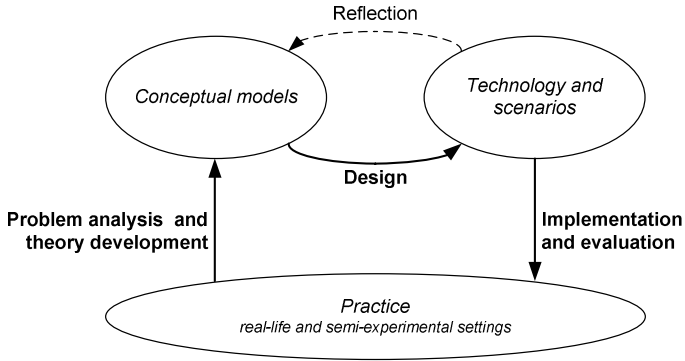 Reflection
Conceptual models
Technology and
scenarios
Design
Problem analysis and
theory development
Implementation
and evaluation
Practice
real-life and semi-experimental settings